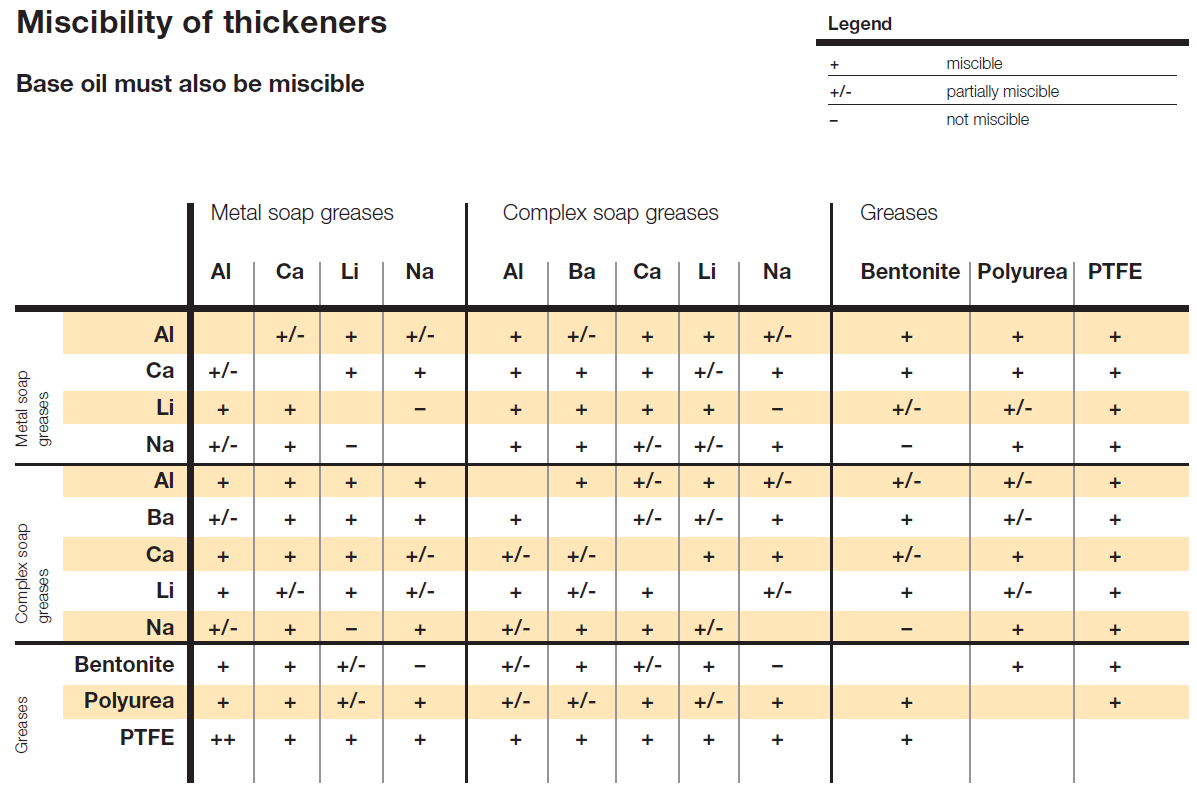 Miscibility of thickeners
Base oil must also be miscible
Legend
+ miscible
+/- partially miscible
– not miscible
Metal soap greases Complex soap greases Greases
Al Ca Li Na Al Ba Ca Li Na Bentonite Polyurea PTFE
Metal soap
greases
Al +/- + +/- + +/- + + +/- + + +
Ca +/- + + + + + +/- + + + +
Li + + – + + + + – +/- +/- +
Na +/- + – + + +/- +/- + – + +
Complex soap
greases
Al + + + + + +/- + +/- +/- +/- +
Ba +/- + + + + +/- +/- + + +/- +
Ca + + + +/- +/- +/- + + +/- + +
Li + +/- + +/- + +/- + +/- + +/- +
Na +/- + – + +/- + + +/- – + +
Greases
Bentonite + + +/- – +/- + +/- + – + +
Polyurea + + +/- + +/- +/- + +/- + + +
PTFE ++ + + + + + + + + +